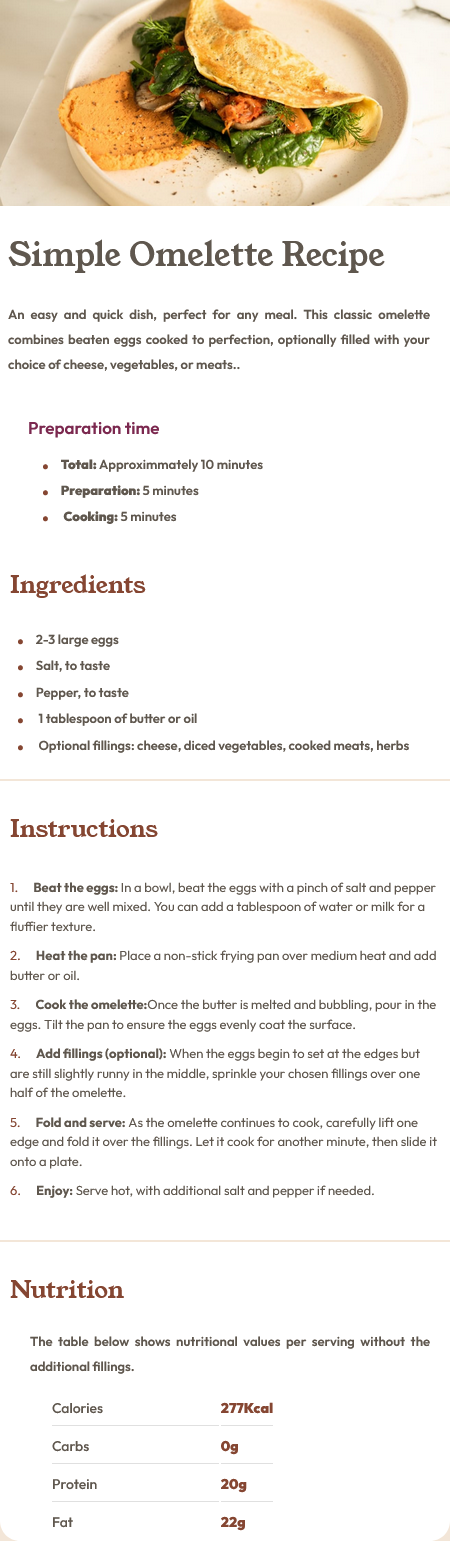 Simple Omelette Recipe
An easy and quick dish, perfect for any meal. This classic omelette
combines beaten eggs cooked to perfection, optionally filled with your
choice of cheese, vegetables, or meats..
Preparation time
• Total: Approximmately 10 minutes
• Preparation: 5 minutes
• Cooking: 5 minutes
Ingredients
• 2-3 large eggs
• Salt, to taste
• Pepper, to taste
• 1 tablespoon of butter or oil
• Optional fillings: cheese, diced vegetables, cooked meats, herbs
Instructions
1. Beat the eggs: In a bowl, beat the eggs with a pinch of salt and pepper
until they are well mixed. You can add a tablespoon of water or milk for a
fluffier texture.
2. Heat the pan: Place a non-stick frying pan over medium heat and add
butter or oil.
3. Cook the omelette:Once the butter is melted and bubbling, pour in the
eggs. Tilt the pan to ensure the eggs evenly coat the surface.
4. Add fillings (optional): When the eggs begin to set at the edges but
are still slightly runny in the middle, sprinkle your chosen fillings over one
half of the omelette.
5. Fold and serve: As the omelette continues to cook, carefully lift one
edge and fold it over the fillings. Let it cook for another minute, then slide it
onto a plate.
6. Enjoy: Serve hot, with additional salt and pepper if needed.
Nutrition
The table below shows nutritional values per serving without the
additional fillings.
Calories 277Kcal
Carbs 0g
Protein 20g
Fat 22g